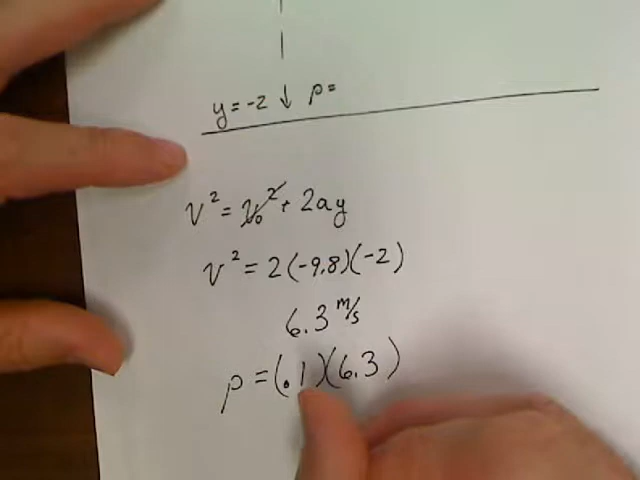 y = -2 ↓ p =
v² = v₀² + 2ay
v² = 2(-9.8)(-2)
6.3 m/s
p = (.1)(6.3)